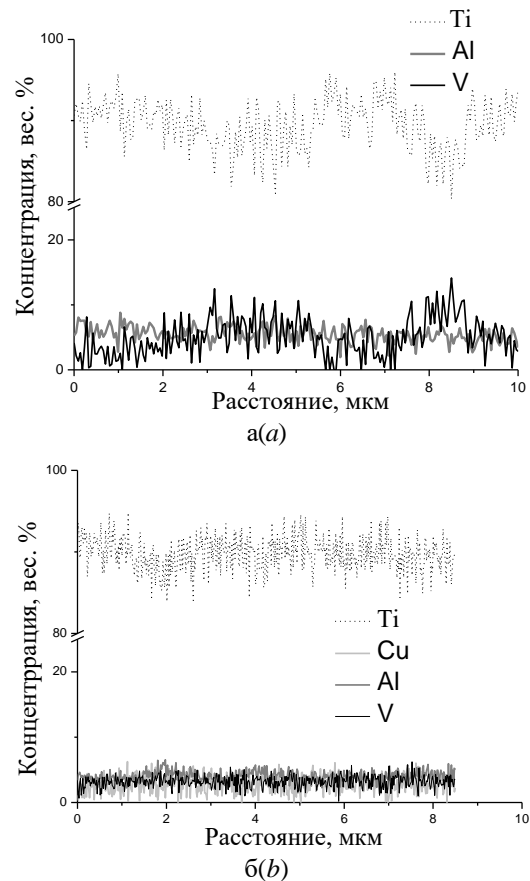 Ti
Al
V
100
80
20
0
Концентрация, вес. %
0 2 4 6 8 10
Расстояние, мкм
а(a)
100
80
20
0
Концентррация, вес. %
Ti
Cu
Al
V
0 2 4 6 8 10
Расстояние, мкм
б(b)